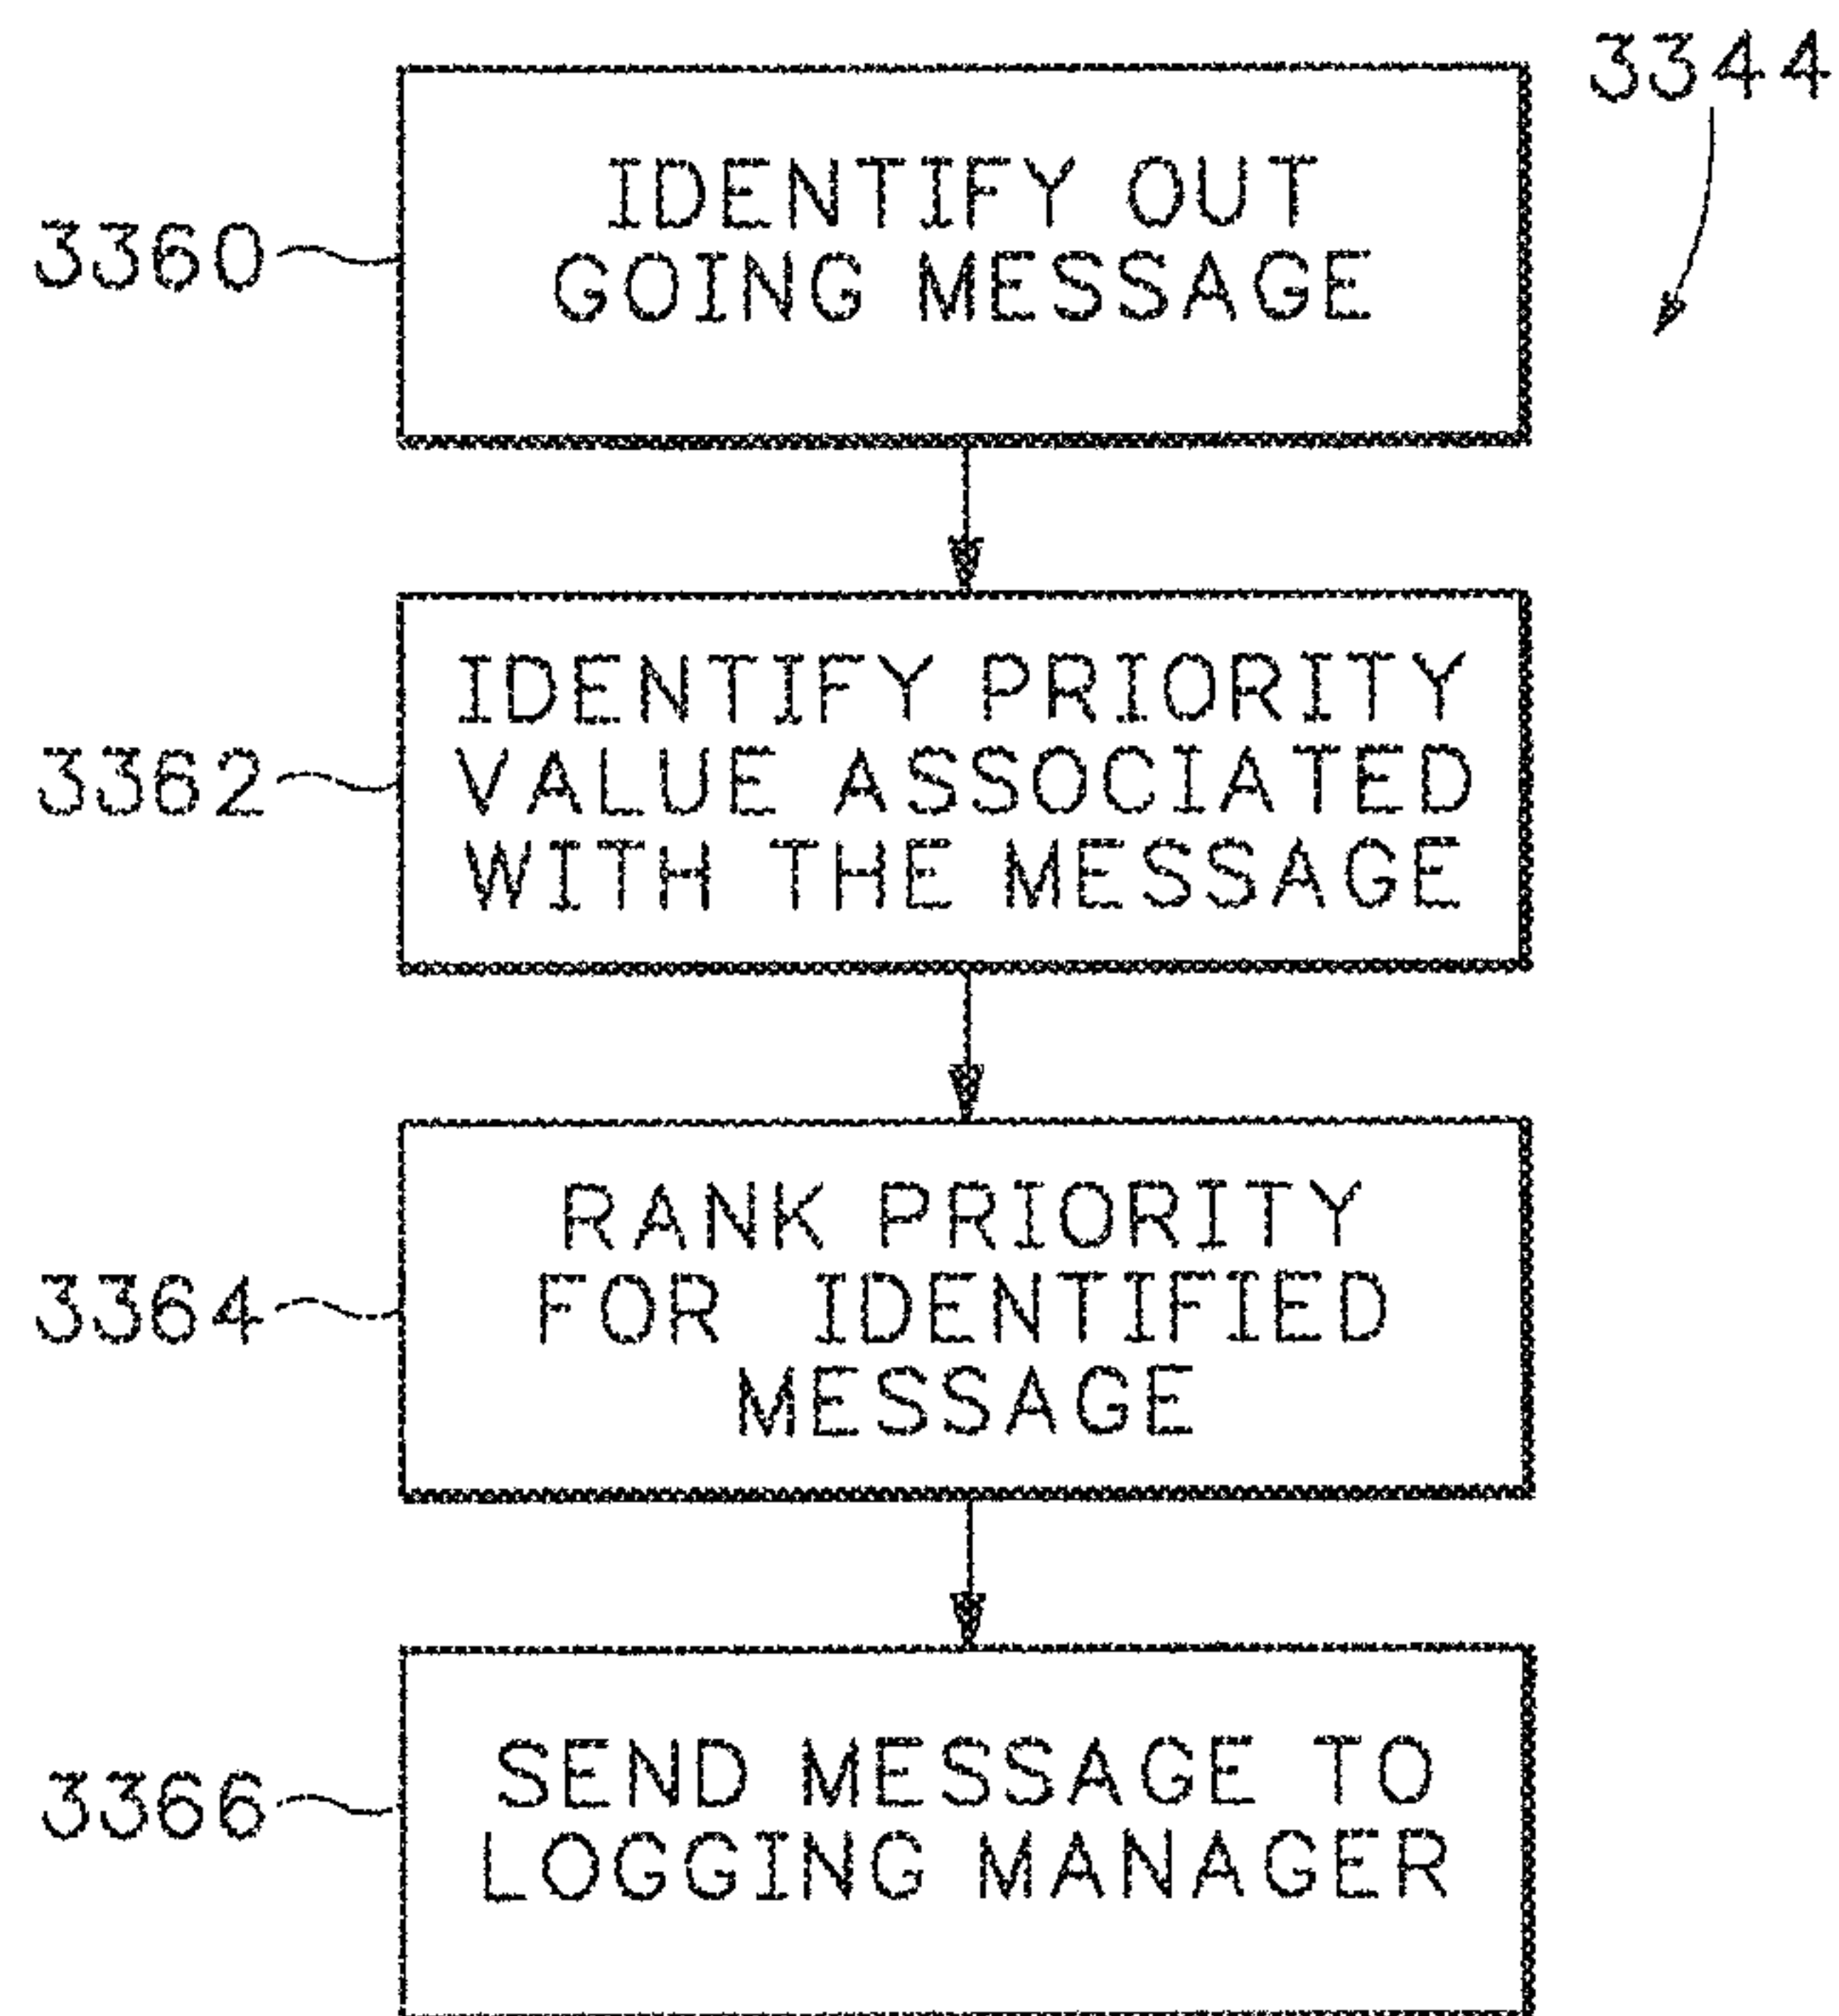 3344
3360
IDENTIFY OUT
GOING MESSAGE
3362
IDENTIFY PRIORITY
VALUE ASSOCIATED
WITH THE MESSAGE
3364
RANK PRIORITY
FOR IDENTIFIED
MESSAGE
3366
SEND MESSAGE TO
LOGGING MANAGER